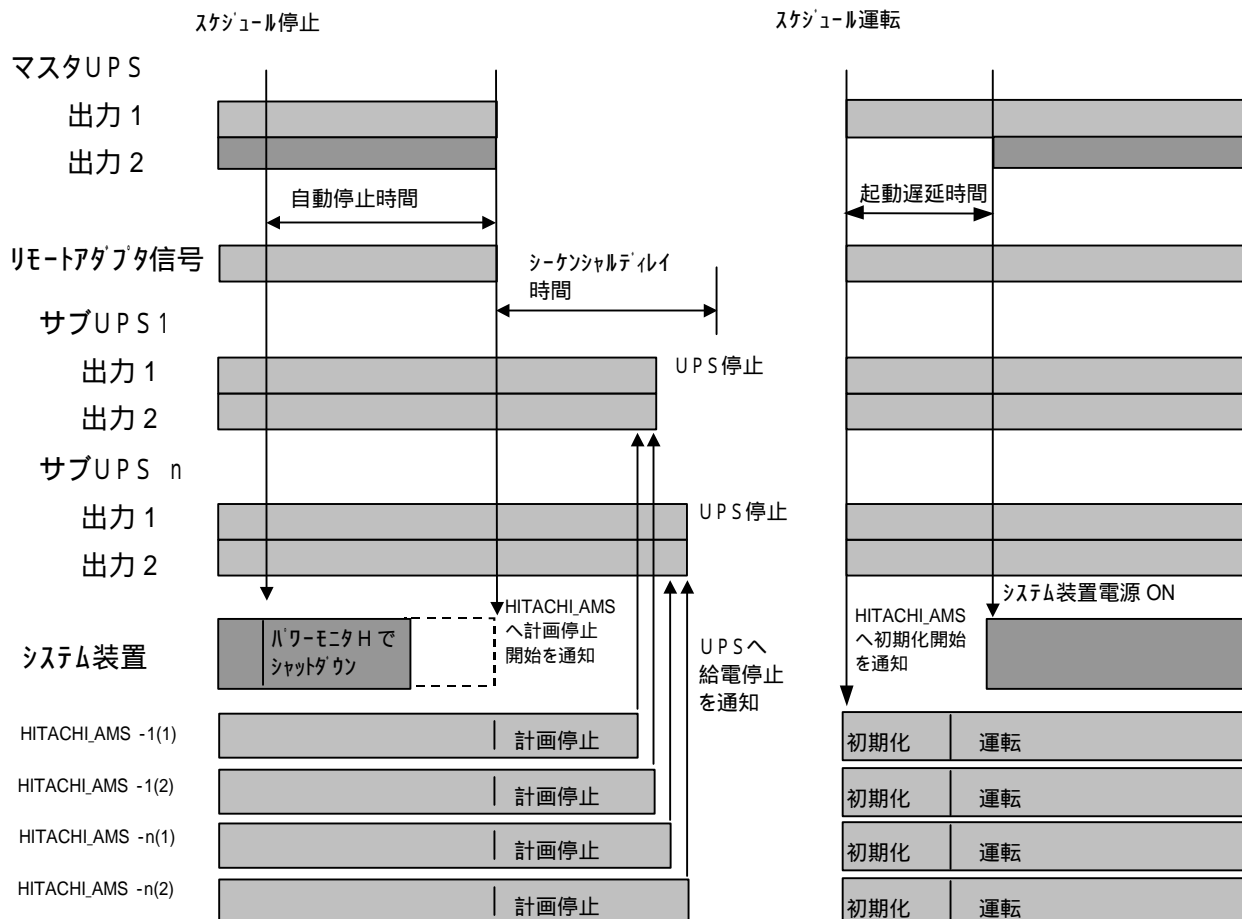 スケジュール停止
スケジュール運転
マスタUPS
出力1
出力2
自動停止時間
起動遅延時間
リモートアダプタ信号
シーケンシャルディレイ
時間
サブUPS1
出力1
UPS停止
出力2
サブUPS n
出力1
UPS停止
出力2
システム装置
パワーモニタHで
シャットダウン
HITACHI_AMS
へ計画停止
開始を通知
UPSへ
給電停止
を通知
HITACHI_AMS
へ初期化開始
を通知
システム装置電源 ON
HITACHI_AMS -1(1)
計画停止
初期化
運転
HITACHI_AMS -1(2)
計画停止
初期化
運転
HITACHI_AMS -n(1)
計画停止
初期化
運転
HITACHI_AMS -n(2)
計画停止
初期化
運転